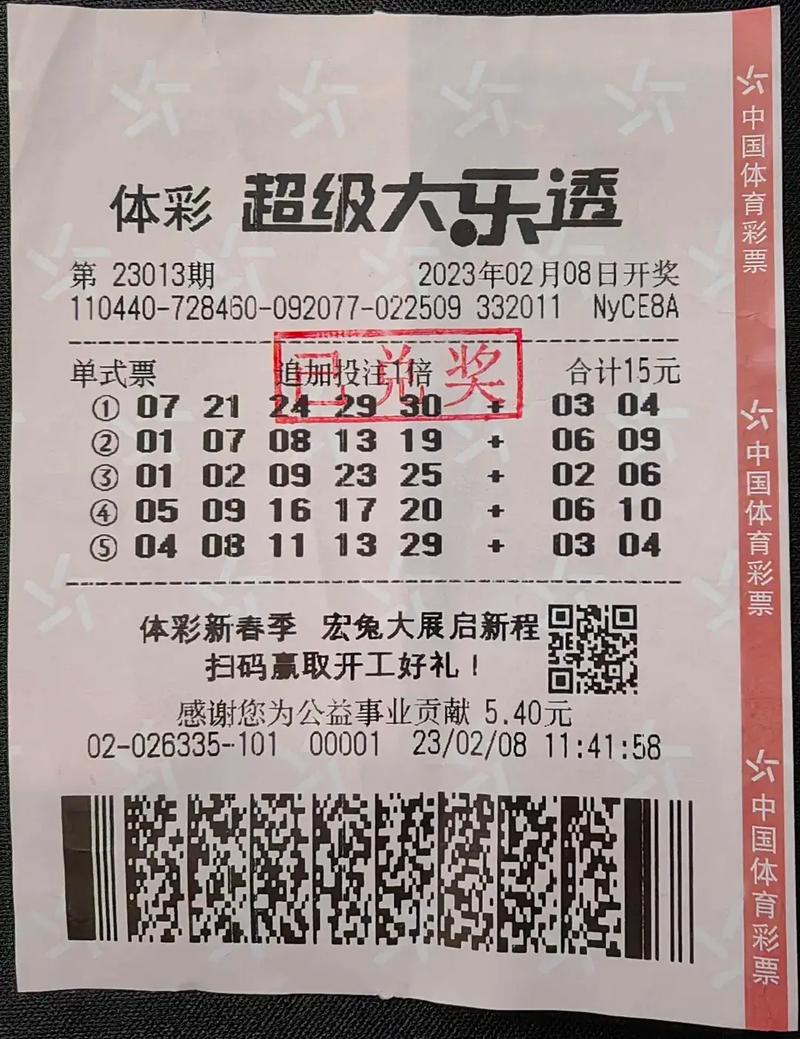 体彩 超级大乐透
第 23013期 2023年02月08日开奖
110440-728460-092077-022509 332011 NyCE8A
单式票 追加投注1倍 合计15元
已兑奖
① 07 21 24 29 30 + 03 04
② 01 07 08 13 19 + 06 09
③ 01 02 09 23 25 + 02 06
④ 05 09 16 17 20 + 06 10
⑤ 04 08 11 13 29 + 03 04
体彩新春季 宏兔大展启新程
扫码赢取开工好礼！
感谢您为公益事业贡献 5.40元
02-026335-101 00001 23/02/08 11:41:58
中国体育彩票
中国体育彩票
中国体育彩票